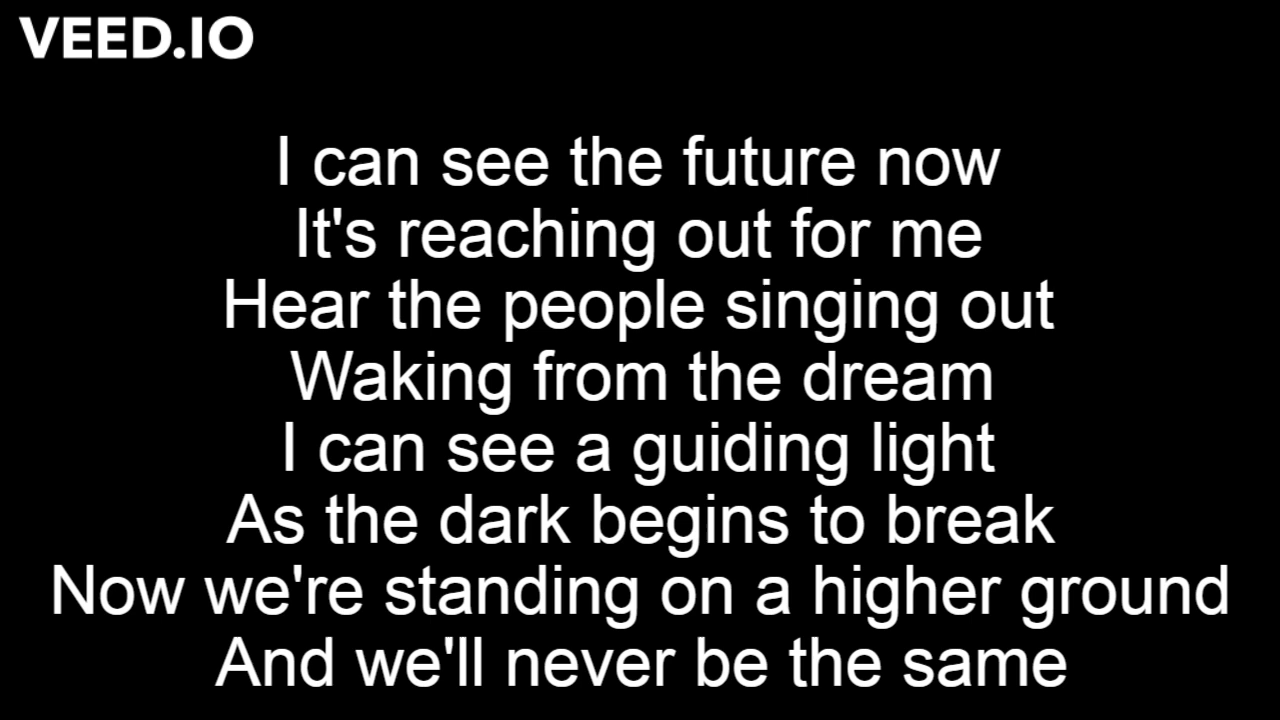 VEED.IO
I can see the future now
It's reaching out for me
Hear the people singing out
Waking from the dream
I can see a guiding light
As the dark begins to break
Now we're standing on a higher ground
And we'll never be the same